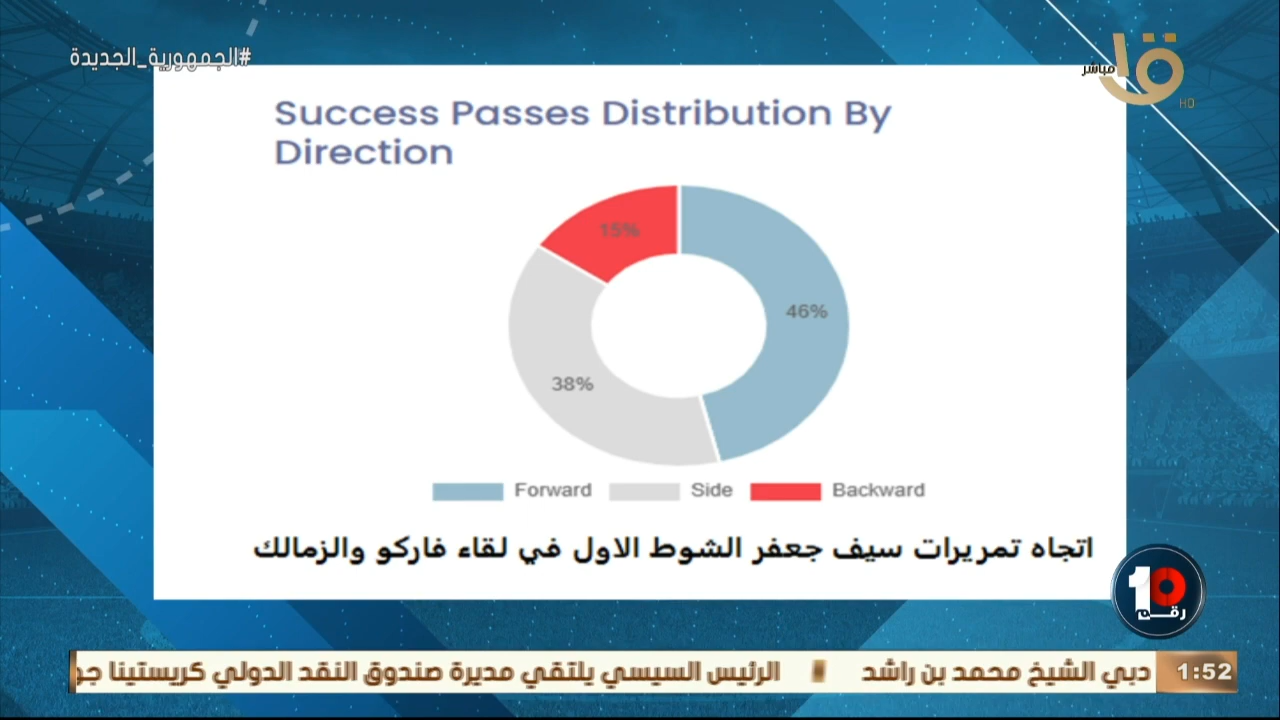 #الجمهورية_الجديدة
مباشر
HD
Success Passes Distribution By
Direction
15%
46%
38%
Forward
Side
Backward
اتجاه تمريرات سيف جعفر الشوط الاول في لقاء فاركو والزمالك
10
رقم
1:52
دبي الشيخ محمد بن راشد
الرئيس السيسي يلتقي مديرة صندوق النقد الدولي كريستينا